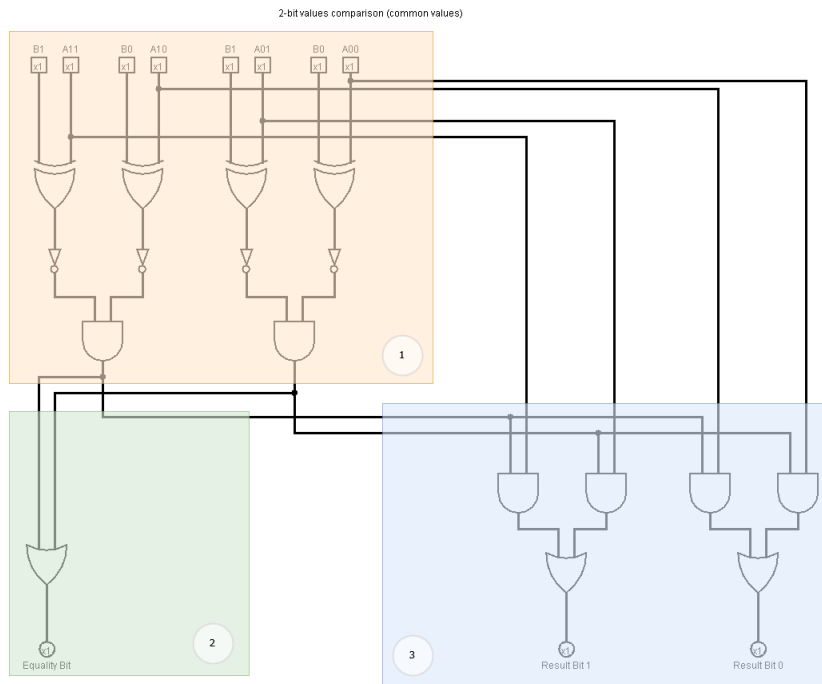 2-bit values comparison (common values)
B1 A11 B0 A10 B1 A01 B0 A00
x1 x1 x1 x1 x1 x1 x1 x1
1
2
3
x1 x1 x1
Equality Bit Result Bit 1 Result Bit 0